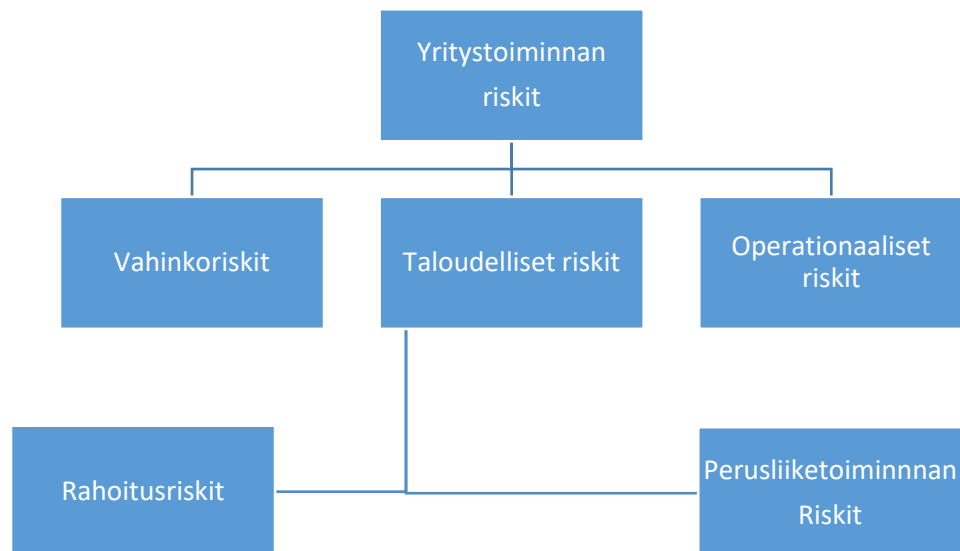 Yritystoiminnan
riskit
Vahinkoriskit
Taloudelliset riskit
Operationaaliset
riskit
Rahoitusriskit
Perusliiketoiminnnan
Riskit